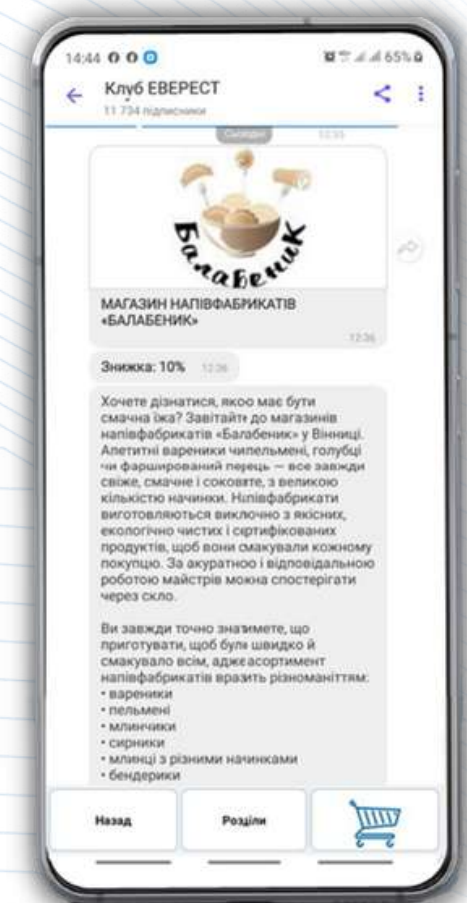 14:44
65%
Клуб ЕВЕРЕСТ
11 734 підписники
Сьогодні
12:35
БалаБеник
МАГАЗИН НАПІВФАБРИКАТІВ
«БАЛАБЕНИК»
12:36
Знижка: 10% 12:36
Хочете дізнатися, якою має бути
смачна їжа? Завітайте до магазинів
напівфабрикатів «Балабеник» у Вінниці.
Апетитні вареники чипельмені, голубці
чи фарширований перець — все завжди
свіже, смачне і соковите, з великою
кількістю начинки. Напівфабрикати
виготовляються виключно з якісних,
екологічно чистих і сертифікованих
продуктів, щоб вони смакували кожному
покупцю. За акуратною і відповідальною
роботою майстрів можна спостерігати
через скло.
Ви завжди точно знатимете, що
приготувати, щоб було швидко й
смакувало всім, адже асортимент
напівфабрикатів вразить різноманіттям:
• вареники
• пельмені
• млинчики
• сирники
• млинці з різними начинками
• бендерики
Назад
Розділи